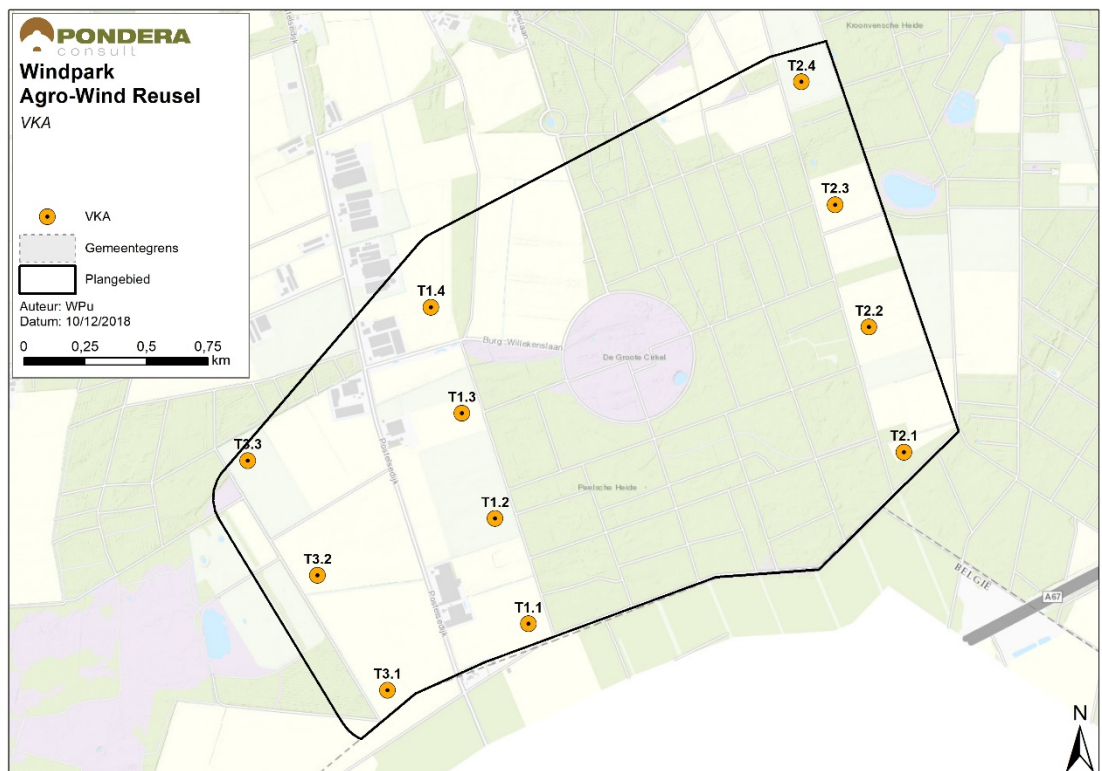 PONDERA
consult
Windpark
Agro-Wind Reusel
VKA
VKA
Gemeentegrens
Plangebied
Auteur: WPu
Datum: 10/12/2018
0 0,25 0,5 0,75
km
Kroonvensche Heide
T2.4
T2.3
T1.4
T2.2
Burg. Willekenslaan
De Groote Cirkel
T1.3
T3.3
Postelsedijk
T2.1
Peelsche Heide
T1.2
T3.2
BELGIË
A67
Postelsedijk
T1.1
T3.1
N